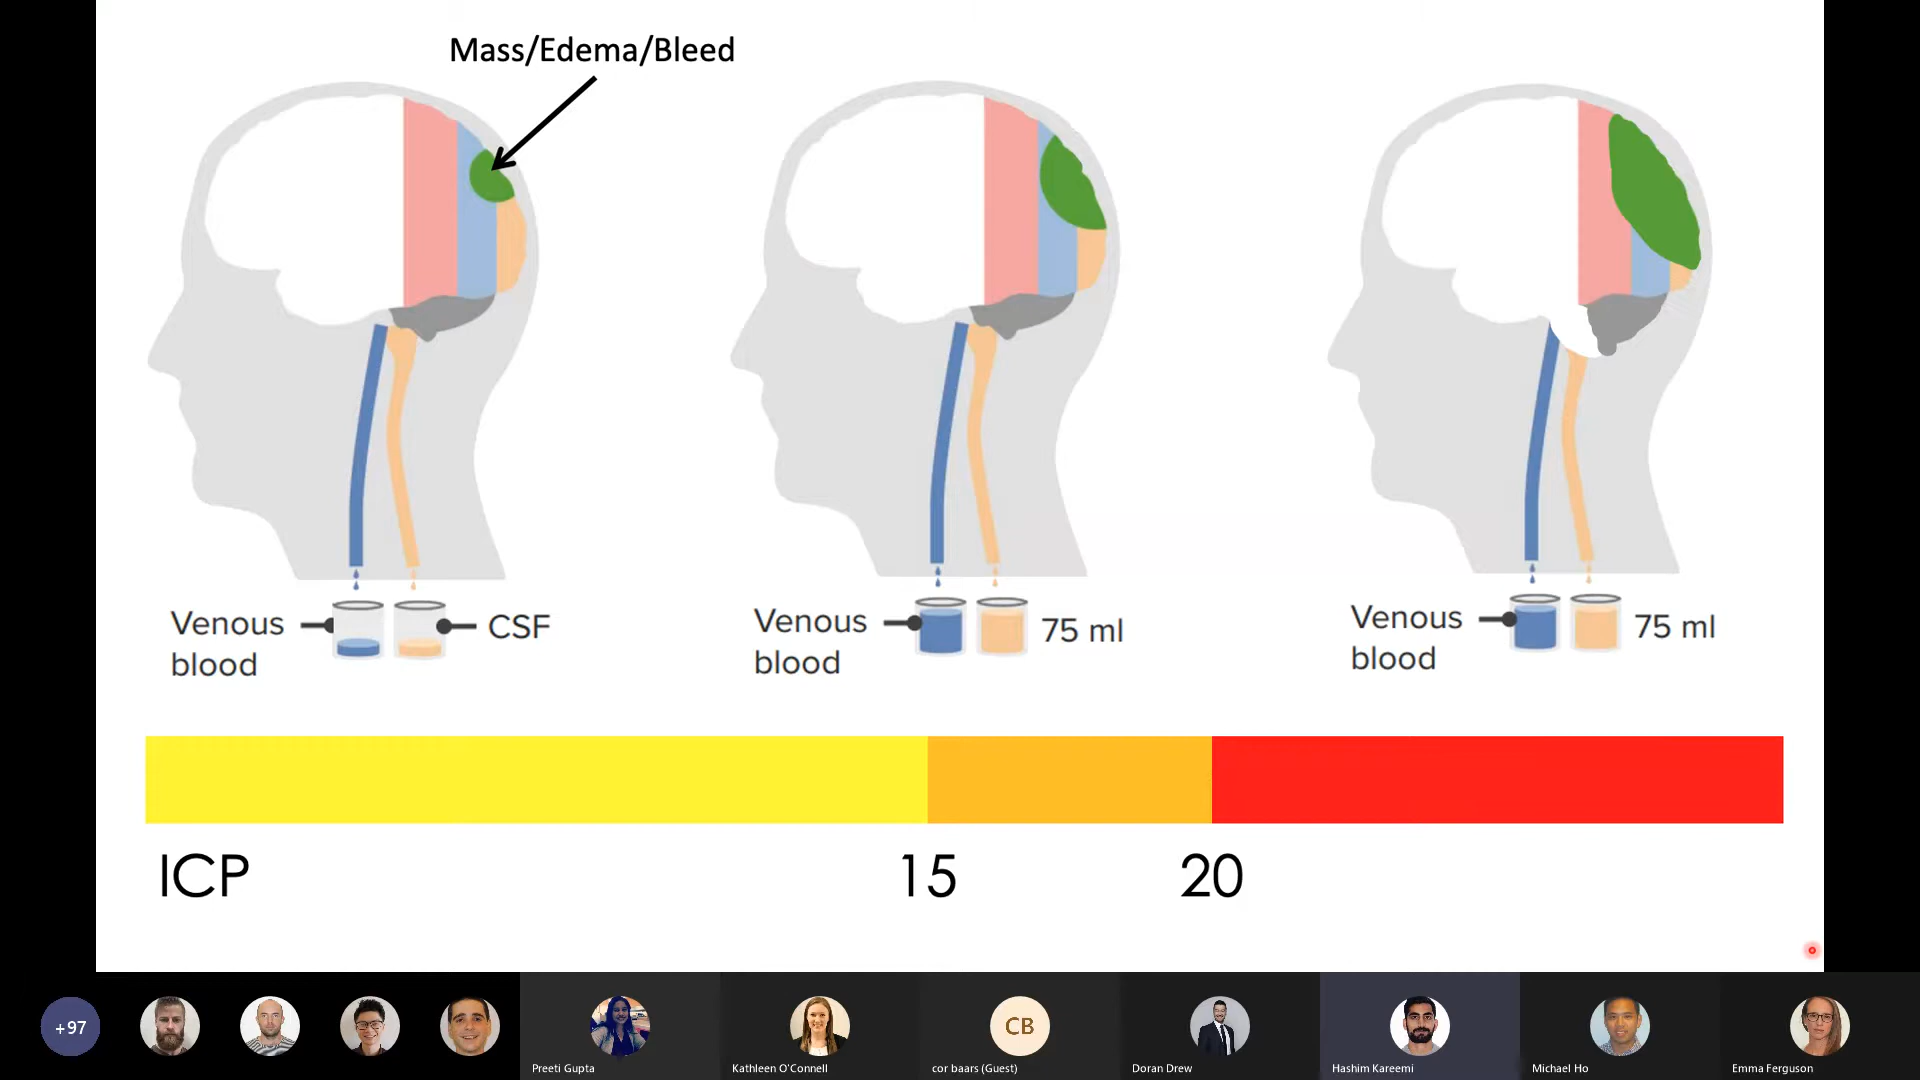 Mass/Edema/Bleed
Venous
blood
CSF
Venous
blood
75 ml
Venous
blood
75 ml
ICP
15
20
+97
Preeti Gupta
Kathleen O'Connell
CB
cor baars (Guest)
Doran Drew
Hashim Kareemi
Michael Ho
Emma Ferguson